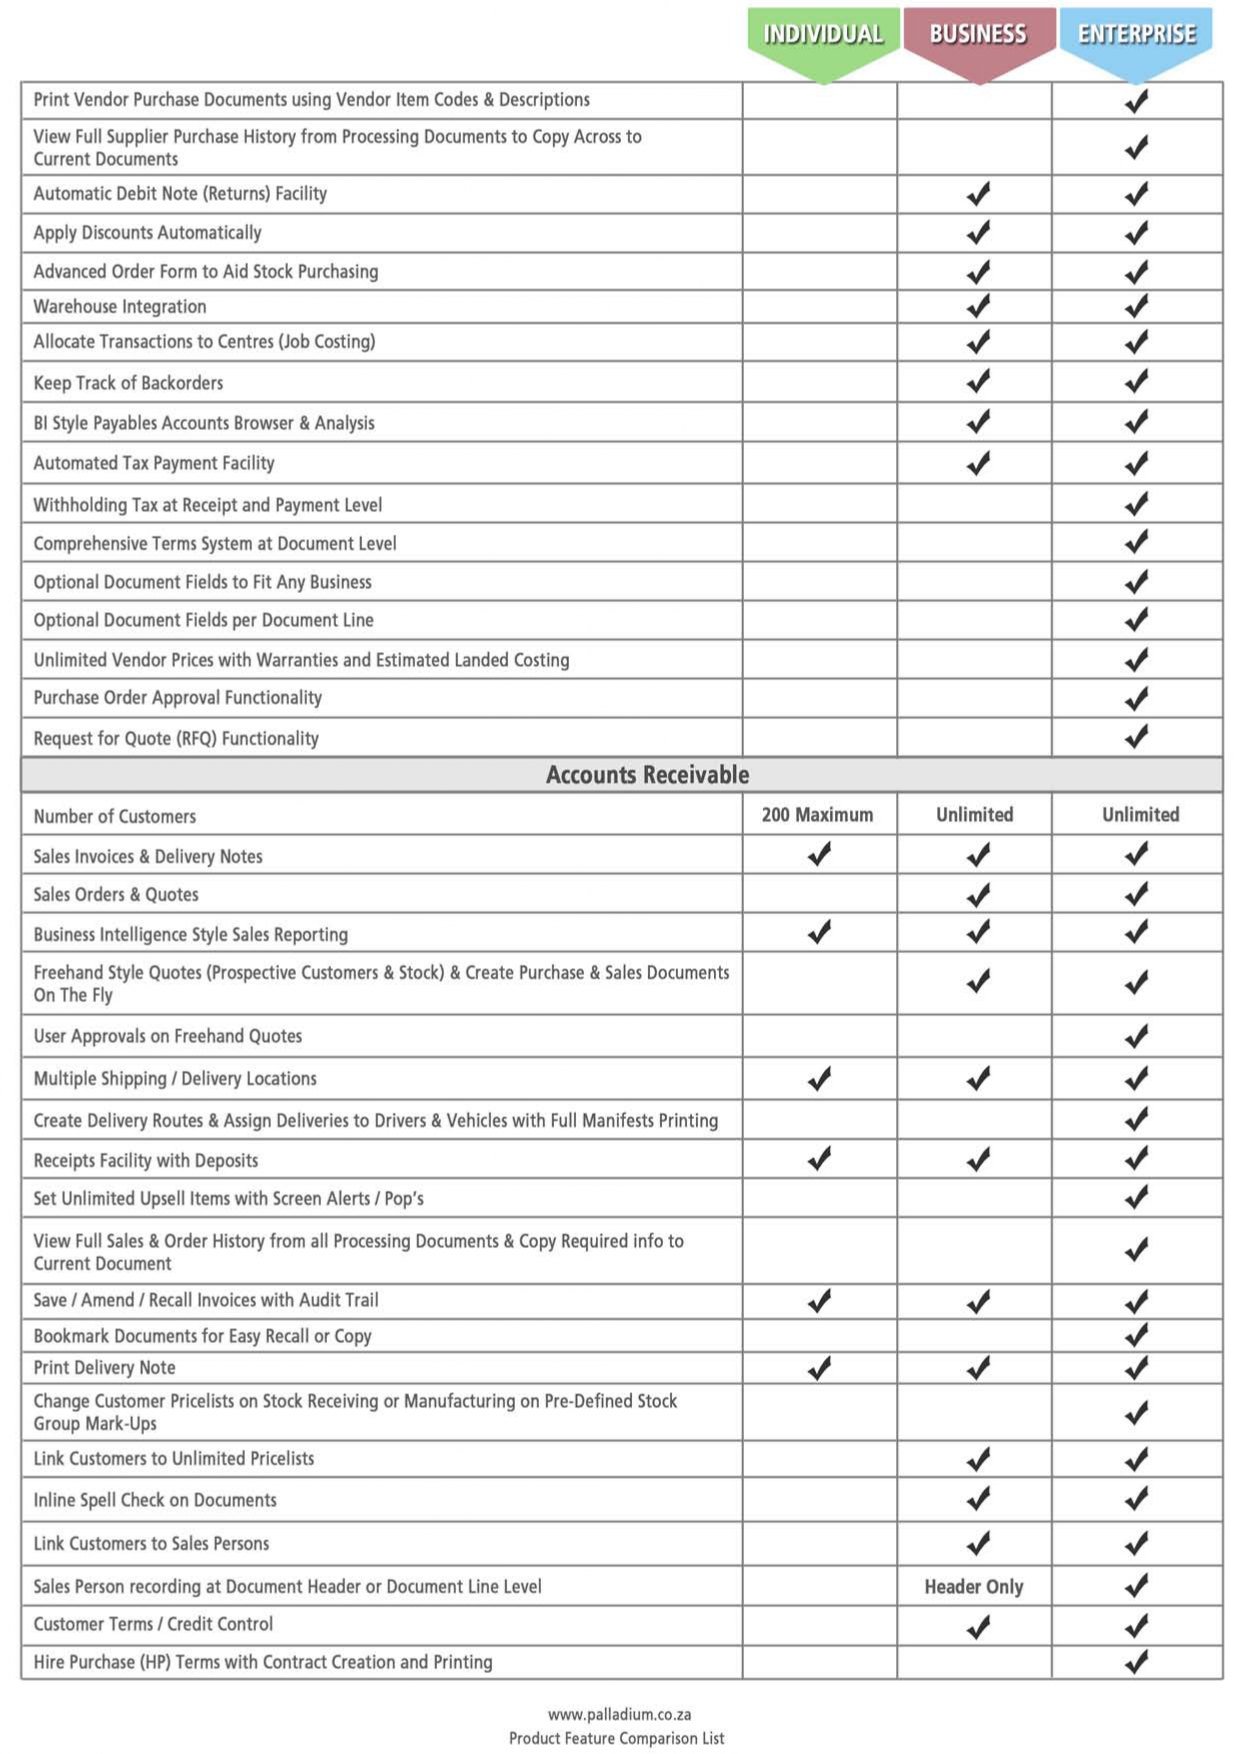 INDIVIDUAL BUSINESS ENTERPRISE
Print Vendor Purchase Documents using Vendor Item Codes & Descriptions ✓
View Full Supplier Purchase History from Processing Documents to Copy Across to
Current Documents ✓
Automatic Debit Note (Returns) Facility ✓ ✓
Apply Discounts Automatically ✓ ✓
Advanced Order Form to Aid Stock Purchasing ✓ ✓
Warehouse Integration ✓ ✓
Allocate Transactions to Centres (Job Costing) ✓ ✓
Keep Track of Backorders ✓ ✓
BI Style Payables Accounts Browser & Analysis ✓ ✓
Automated Tax Payment Facility ✓ ✓
Withholding Tax at Receipt and Payment Level ✓
Comprehensive Terms System at Document Level ✓
Optional Document Fields to Fit Any Business ✓
Optional Document Fields per Document Line ✓
Unlimited Vendor Prices with Warranties and Estimated Landed Costing ✓
Purchase Order Approval Functionality ✓
Request for Quote (RFQ) Functionality ✓
Accounts Receivable
Number of Customers 200 Maximum Unlimited Unlimited
Sales Invoices & Delivery Notes ✓ ✓ ✓
Sales Orders & Quotes ✓ ✓
Business Intelligence Style Sales Reporting ✓ ✓ ✓
Freehand Style Quotes (Prospective Customers & Stock) & Create Purchase & Sales Documents
On The Fly ✓ ✓
User Approvals on Freehand Quotes ✓
Multiple Shipping / Delivery Locations ✓ ✓ ✓
Create Delivery Routes & Assign Deliveries to Drivers & Vehicles with Full Manifests Printing ✓
Receipts Facility with Deposits ✓ ✓ ✓
Set Unlimited Upsell Items with Screen Alerts / Pop's ✓
View Full Sales & Order History from all Processing Documents & Copy Required info to
Current Document ✓
Save / Amend / Recall Invoices with Audit Trail ✓ ✓ ✓
Bookmark Documents for Easy Recall or Copy ✓
Print Delivery Note ✓ ✓ ✓
Change Customer Pricelists on Stock Receiving or Manufacturing on Pre-Defined Stock
Group Mark-Ups ✓
Link Customers to Unlimited Pricelists ✓ ✓
Inline Spell Check on Documents ✓ ✓
Link Customers to Sales Persons ✓ ✓
Sales Person recording at Document Header or Document Line Level Header Only ✓
Customer Terms / Credit Control ✓ ✓
Hire Purchase (HP) Terms with Contract Creation and Printing ✓
www.palladium.co.za
Product Feature Comparison List